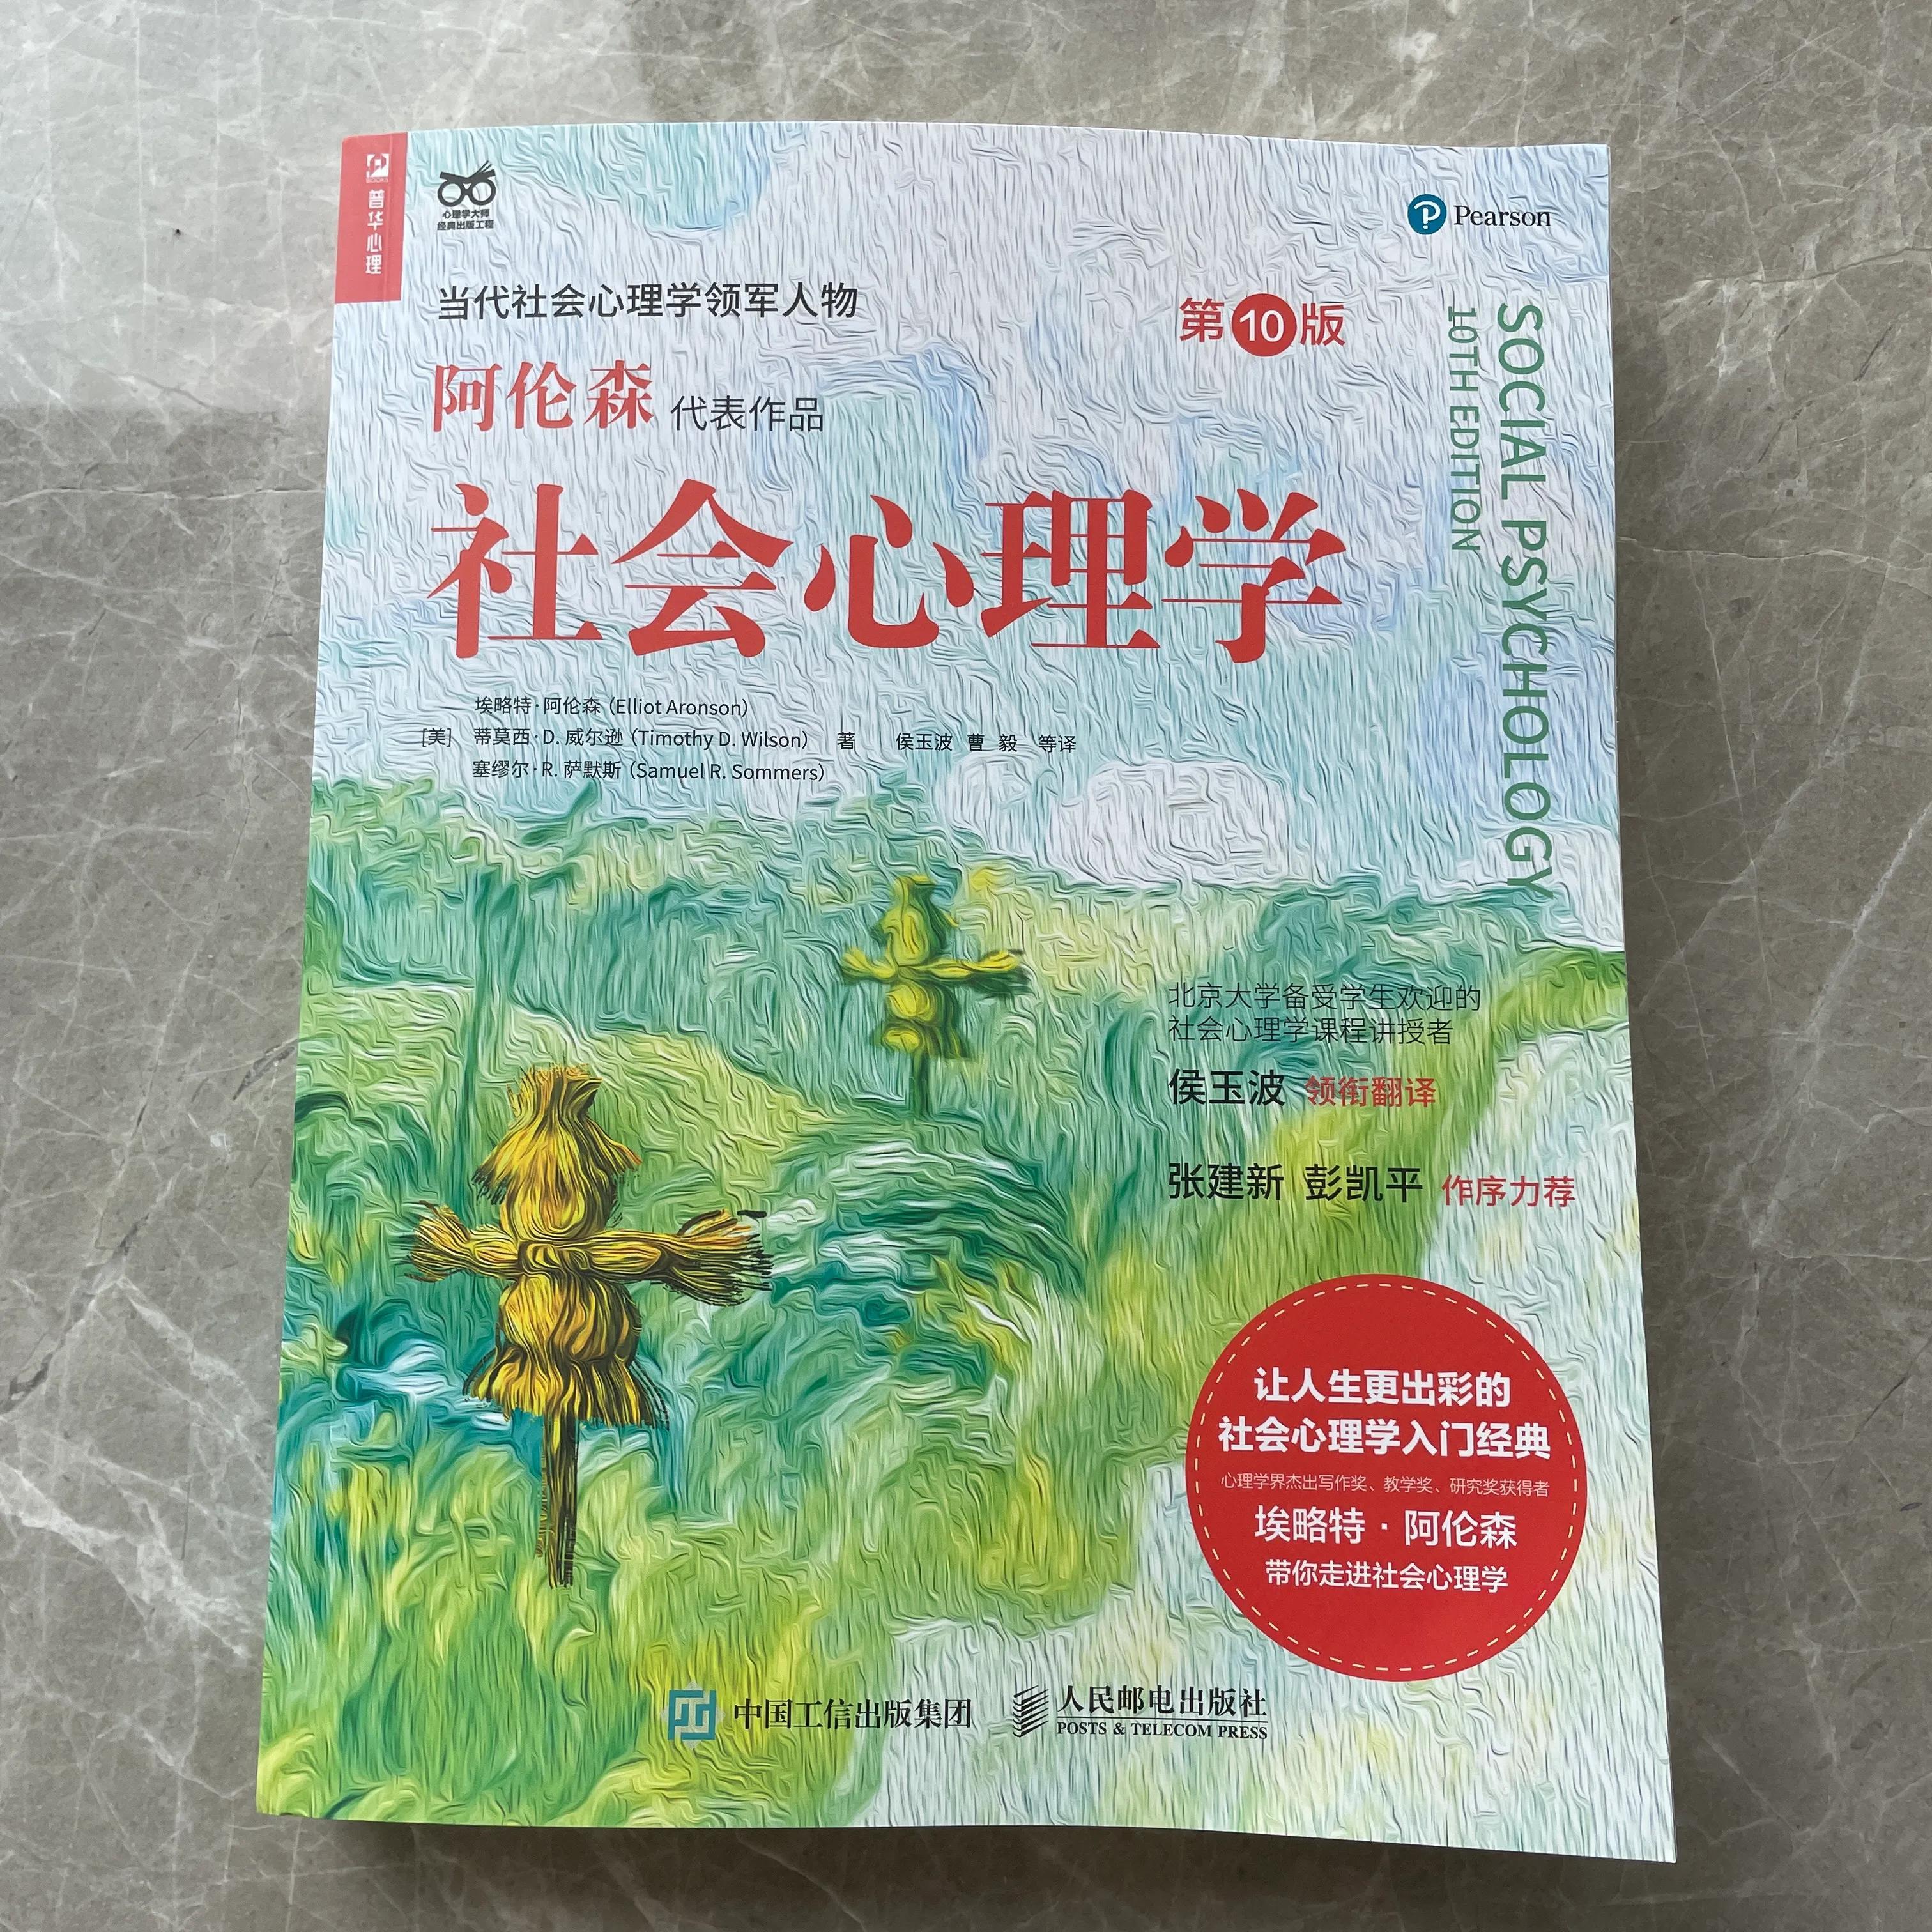 BOOKS
普华心理
心理学大师
经典出版工程
Pearson
当代社会心理学领军人物
第10版
阿伦森 代表作品
社会心理学
SOCIAL PSYCHOLOGY
10TH EDITION
埃略特·阿伦森（Elliot Aronson）
[美] 蒂莫西·D. 威尔逊（Timothy D. Wilson） 著 侯玉波 曹 毅 等译
塞缪尔·R. 萨默斯（Samuel R. Sommers）
北京大学备受学生欢迎的
社会心理学课程讲授者
侯玉波 领衔翻译
张建新 彭凯平 作序力荐
让人生更出彩的
社会心理学入门经典
心理学界杰出写作奖、教学奖、研究奖获得者
埃略特·阿伦森
带你走进社会心理学
中国工信出版集团
人民邮电出版社
POSTS & TELECOM PRESS